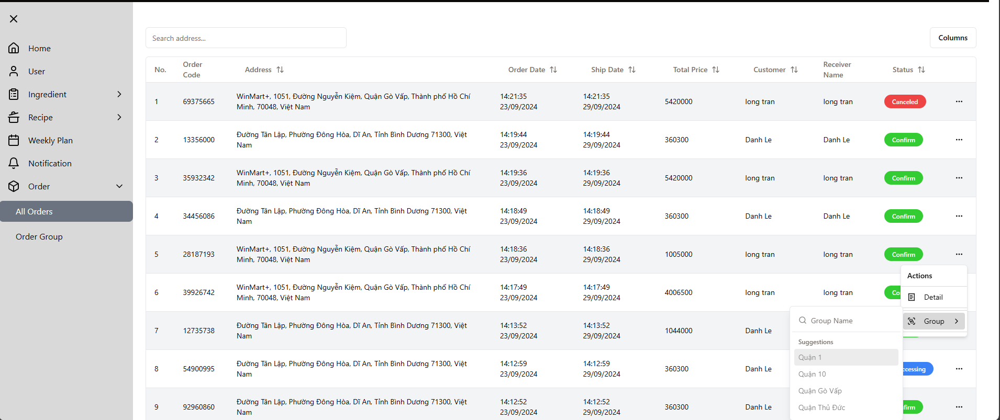 Home
User
Ingredient
Recipe
Weekly Plan
Notification
Order
All Orders
Order Group
Search address...
Columns
No.
Order
Code
Address
Order Date
Ship Date
Total Price
Customer
Receiver
Name
Status
1
69375665
WinMart+, 1051, Đường Nguyễn Kiệm, Quận Gò Vấp, Thành phố Hồ Chí
Minh, 70048, Việt Nam
14:21:35
23/09/2024
14:21:35
29/09/2024
5420000
long tran
long tran
Canceled
2
13356000
Đường Tân Lập, Phường Đông Hòa, Dĩ An, Tỉnh Bình Dương 71300, Việt
Nam
14:19:44
23/09/2024
14:19:44
29/09/2024
360300
Danh Le
Danh Le
Confirm
3
35932342
WinMart+, 1051, Đường Nguyễn Kiệm, Quận Gò Vấp, Thành phố Hồ Chí
Minh, 70048, Việt Nam
14:19:36
23/09/2024
14:19:36
29/09/2024
5420000
long tran
long tran
Confirm
4
34456086
Đường Tân Lập, Phường Đông Hòa, Dĩ An, Tỉnh Bình Dương 71300, Việt
Nam
14:18:49
23/09/2024
14:18:49
29/09/2024
360300
Danh Le
Danh Le
Confirm
5
28187193
WinMart+, 1051, Đường Nguyễn Kiệm, Quận Gò Vấp, Thành phố Hồ Chí
Minh, 70048, Việt Nam
14:18:36
23/09/2024
14:18:36
29/09/2024
1005000
long tran
long tran
Confirm
6
39926742
WinMart+, 1051, Đường Nguyễn Kiệm, Quận Gò Vấp, Thành phố Hồ Chí
Minh, 70048, Việt Nam
14:17:49
23/09/2024
14:17:49
29/09/2024
4006500
long tran
long tran
Co
7
12735738
Đường Tân Lập, Phường Đông Hòa, Dĩ An, Tỉnh Bình Dương 71300, Việt
Nam
14:13:52
23/09/2024
14:13:52
29/09/2024
1044000
Danh Le
8
54900995
Đường Tân Lập, Phường Đông Hòa, Dĩ An, Tỉnh Bình Dương 71300, Việt
Nam
14:12:59
23/09/2024
14:12:59
29/09/2024
360300
Danh Le
ccessing
9
92960860
Đường Tân Lập, Phường Đông Hòa, Dĩ An, Tỉnh Bình Dương 71300, Việt
Nam
14:12:52
23/09/2024
14:12:52
29/09/2024
360300
Danh Le
firm
Actions
Detail
Group
Group Name
Suggestions
Quận 1
Quận 10
Quận Gò Vấp
Quận Thủ Đức